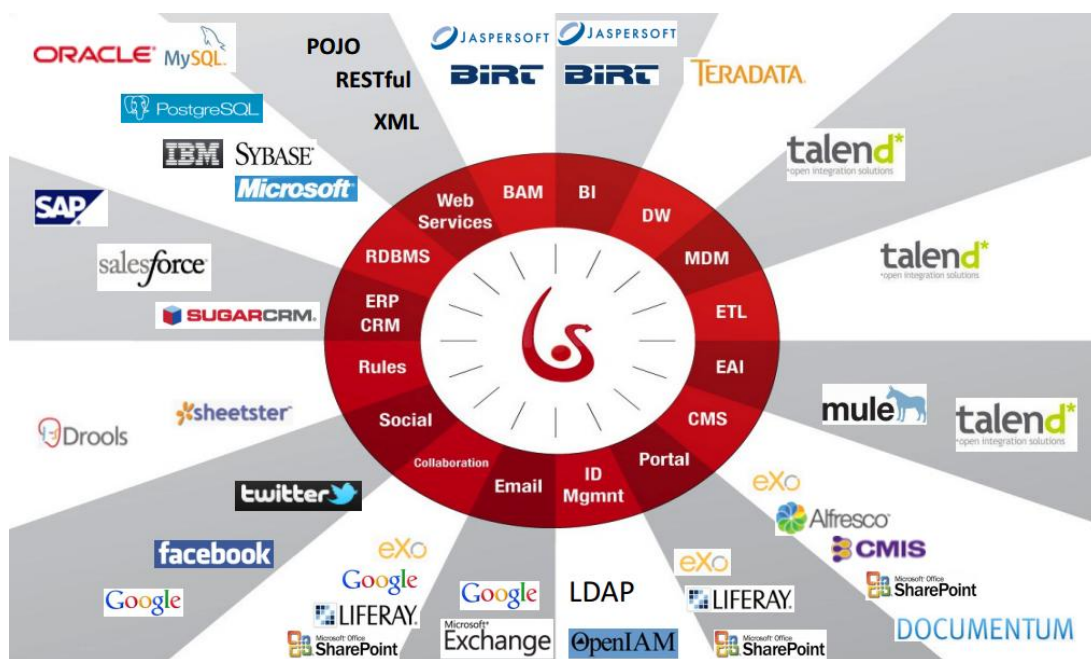 ORACLE
MySQL
PostgreSQL
IBM
SYBASE
Microsoft
POJO
RESTful
XML
JASPERSOFT
BiRT
JASPERSOFT
BiRT
TERADATA
talend*
*open integration solutions
talend*
*open integration solutions
SAP
salesforce
SUGARCRM
BAM
BI
DW
MDM
ETL
EAI
CMS
Portal
ID
Mgmnt
Email
Collaboration
Social
Rules
ERP
CRM
RDBMS
Web
Services
Drools
sheetster
mule
talend*
*open integration solutions
twitter
facebook
Google
eXo
Google
LIFERAY
Microsoft Office
SharePoint
Google
Microsoft
Exchange
LDAP
OpenIAM
eXo
LIFERAY
Microsoft Office
SharePoint
eXo
Alfresco
CMIS
Microsoft Office
SharePoint
DOCUMENTUM